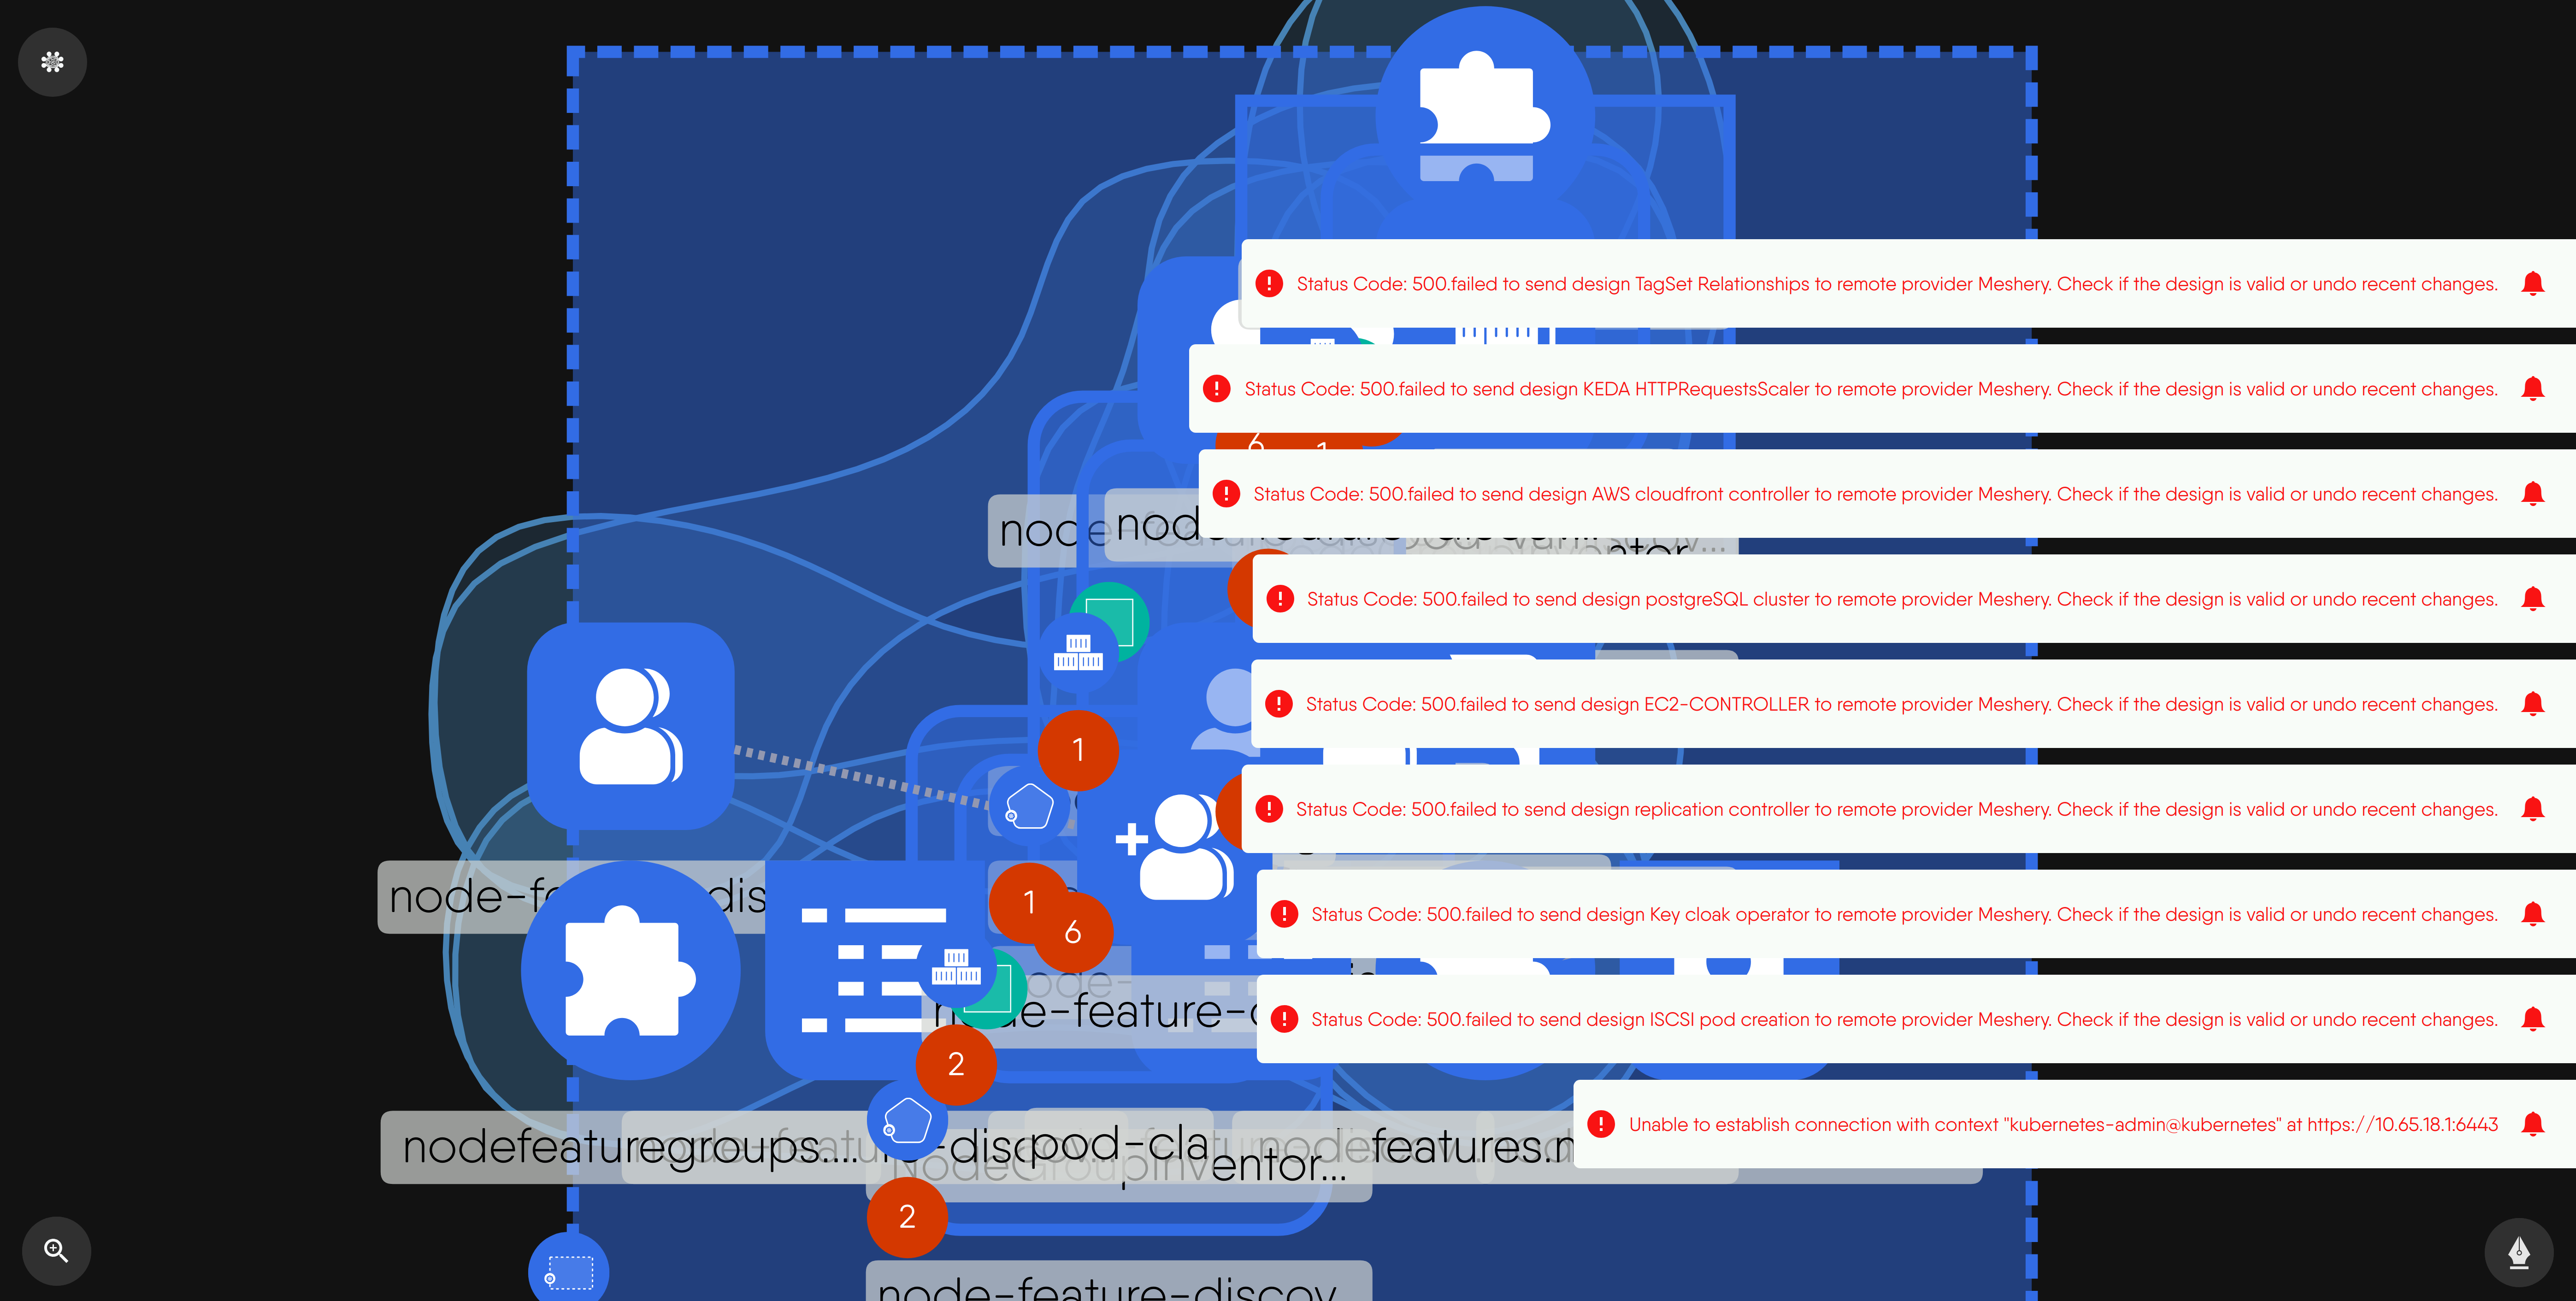 Status Code: 500.failed to send design TagSet Relationships to remote provider Meshery. Check if the design is valid or undo recent changes.
Status Code: 500.failed to send design KEDA HTTPRequestsScaler to remote provider Meshery. Check if the design is valid or undo recent changes.
6
1
Status Code: 500.failed to send design AWS cloudfront controller to remote provider Meshery. Check if the design is valid or undo recent changes.
Status Code: 500.failed to send design postgreSQL cluster to remote provider Meshery. Check if the design is valid or undo recent changes.
Status Code: 500.failed to send design EC2-CONTROLLER to remote provider Meshery. Check if the design is valid or undo recent changes.
1
Status Code: 500.failed to send design replication controller to remote provider Meshery. Check if the design is valid or undo recent changes.
1
6
Status Code: 500.failed to send design Key cloak operator to remote provider Meshery. Check if the design is valid or undo recent changes.
node-feature-
Status Code: 500.failed to send design ISCSI pod creation to remote provider Meshery. Check if the design is valid or undo recent changes.
2
Unable to establish connection with context "kubernetes-admin@kubernetes" at https://10.65.18.1:6443
nodefeaturegroups....
pod-cla
NodeGroupInventor...
2
node-feature-discov...